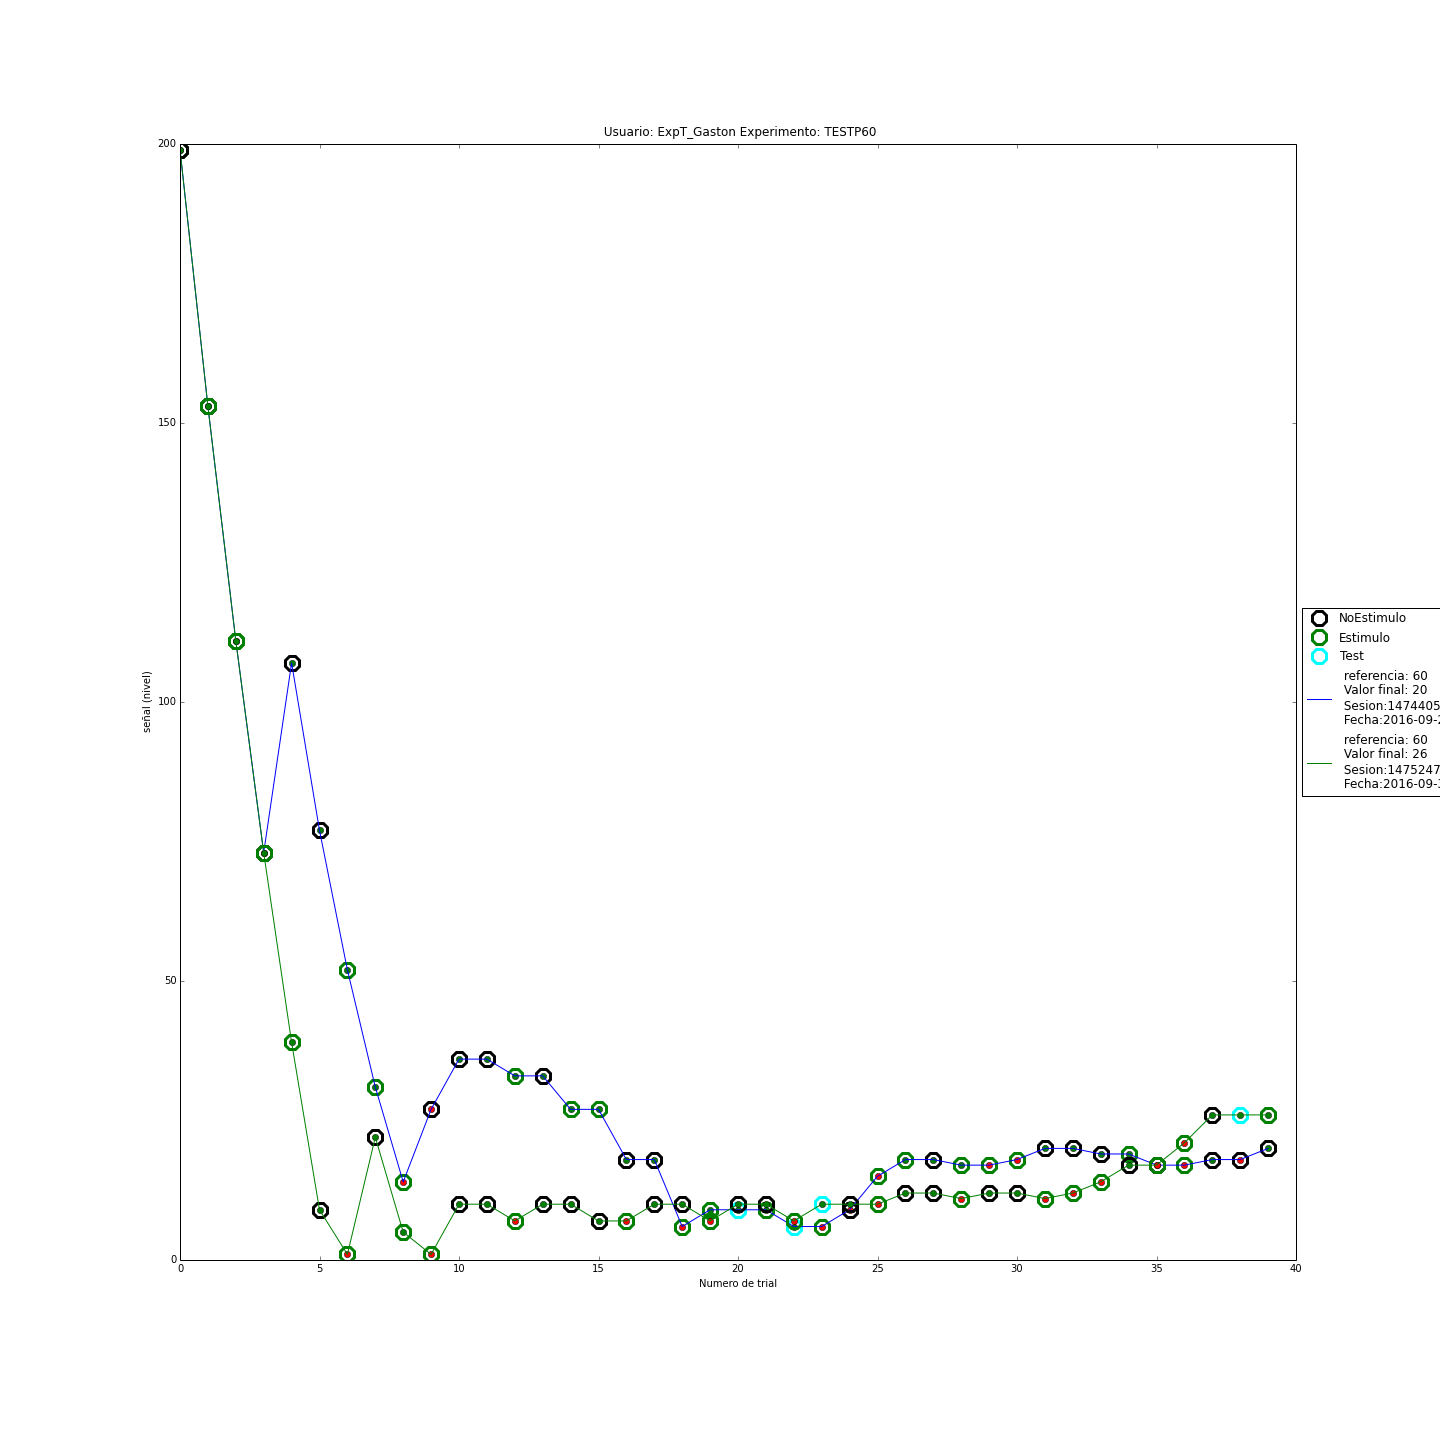 Usuario: ExpT_Gaston Experimento: TESTP60
200
150
100
50
0
señal (nivel)
0 5 10 15 20 25 30 35 40
Numero de trial
NoEstimulo
Estimulo
Test
referencia: 60
Valor final: 20
Sesion:1474405
Fecha:2016-09-2
referencia: 60
Valor final: 26
Sesion:1475247
Fecha:2016-09-3